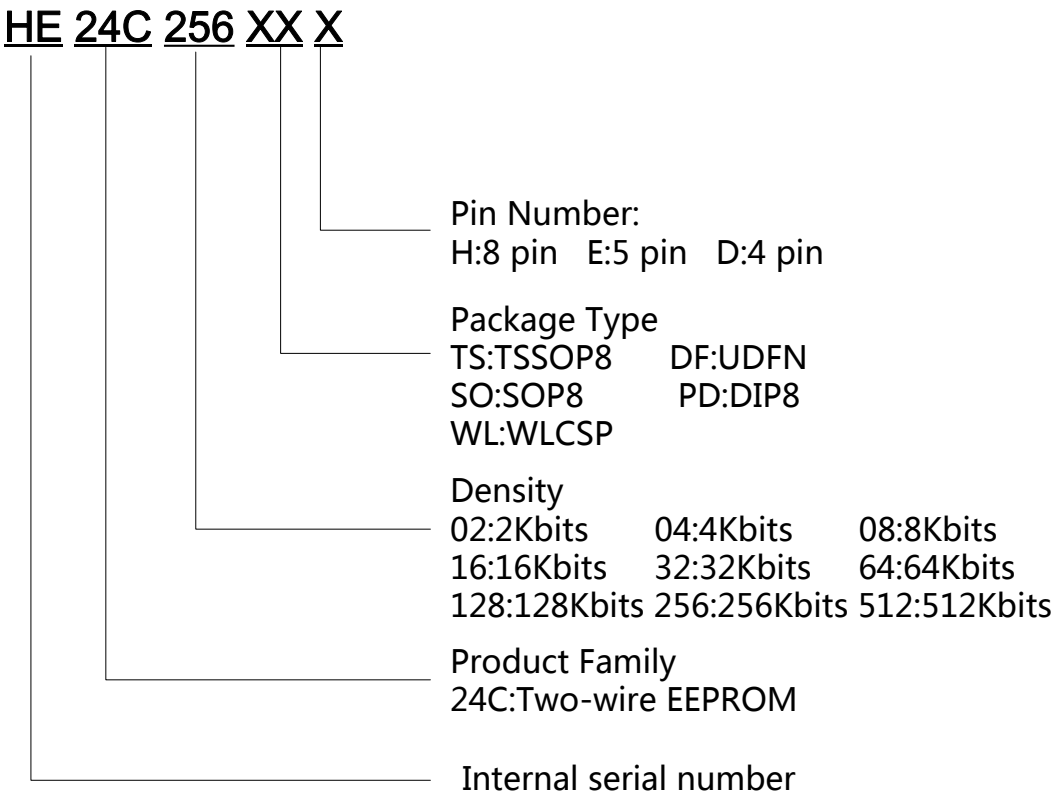 HE 24C 256 XX X
Pin Number:
H:8 pin E:5 pin D:4 pin
Package Type
TS:TSSOP8 DF:UDFN
SO:SOP8 PD:DIP8
WL:WLCSP
Density
02:2Kbits 04:4Kbits 08:8Kbits
16:16Kbits 32:32Kbits 64:64Kbits
128:128Kbits 256:256Kbits 512:512Kbits
Product Family
24C:Two-wire EEPROM
Internal serial number